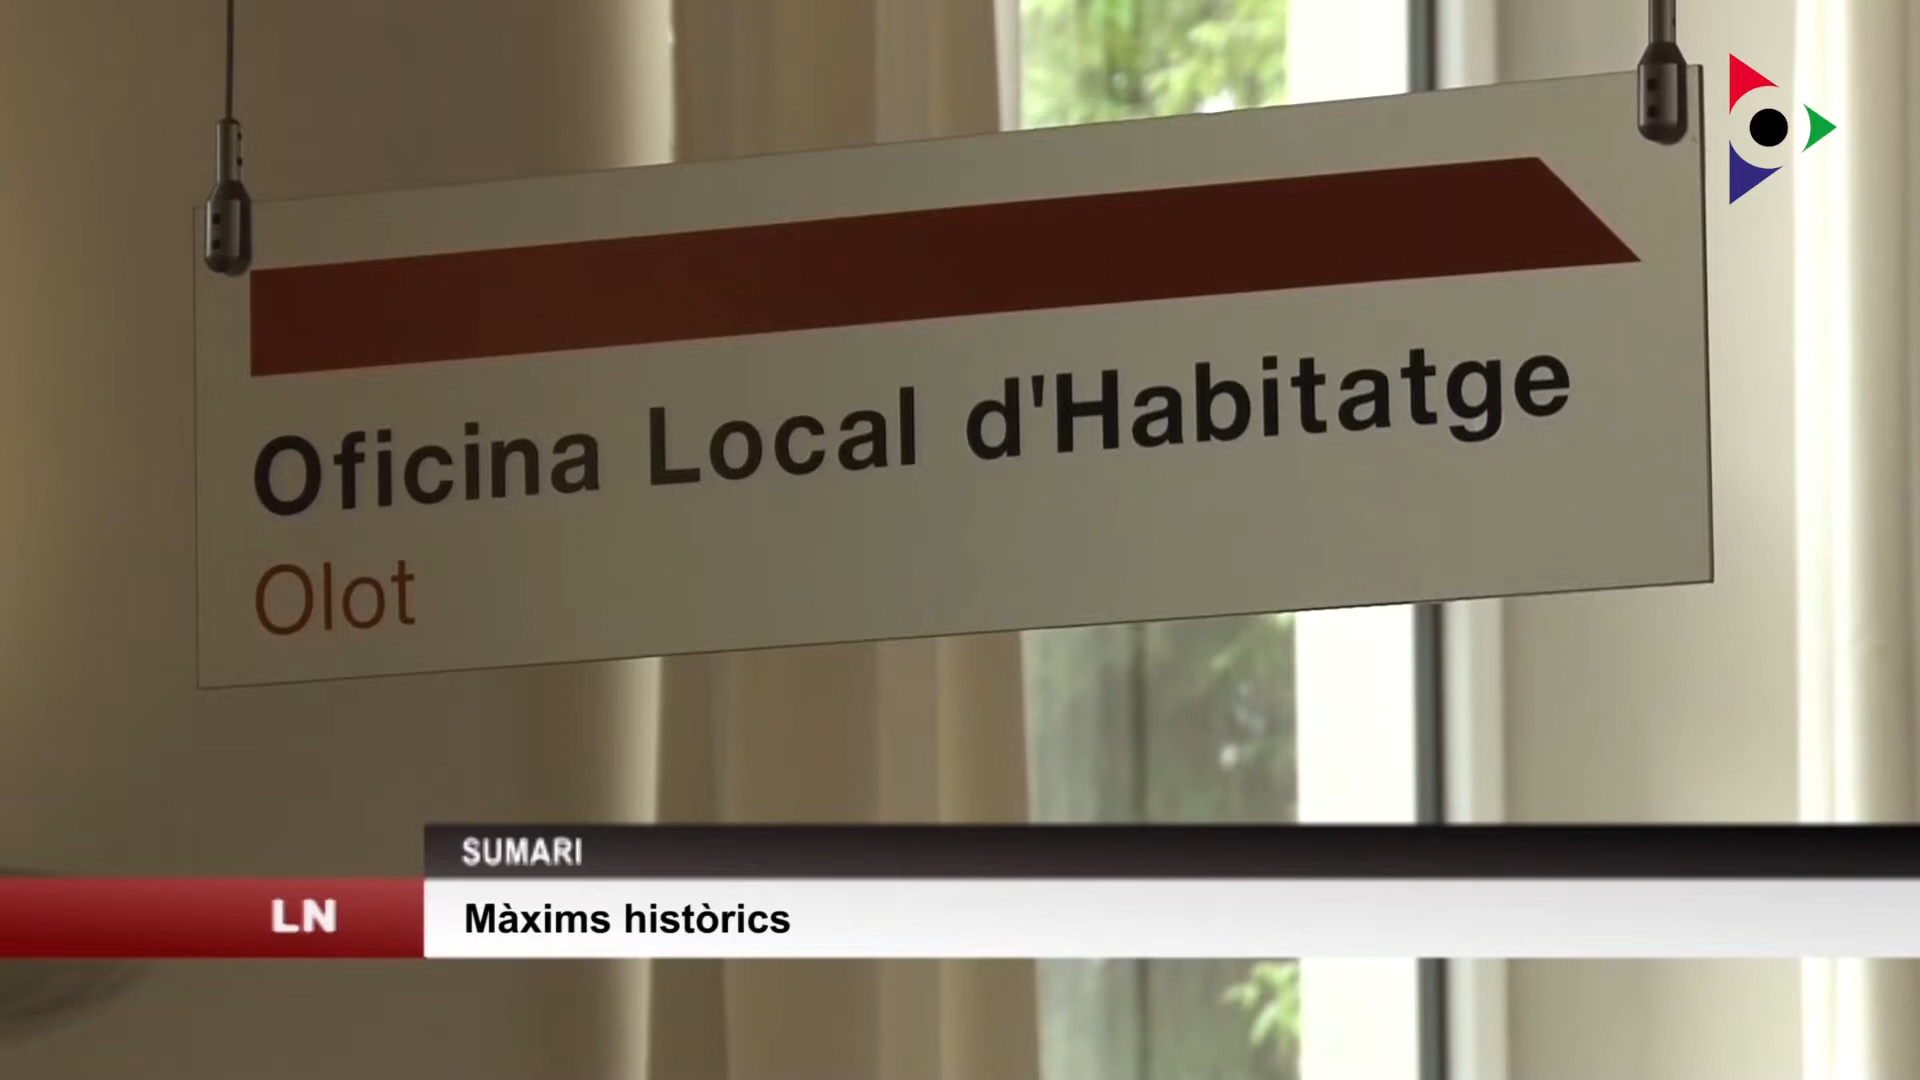 Oficina Local d'Habitatge
Olot
SUMARI
LN
Màxims històrics